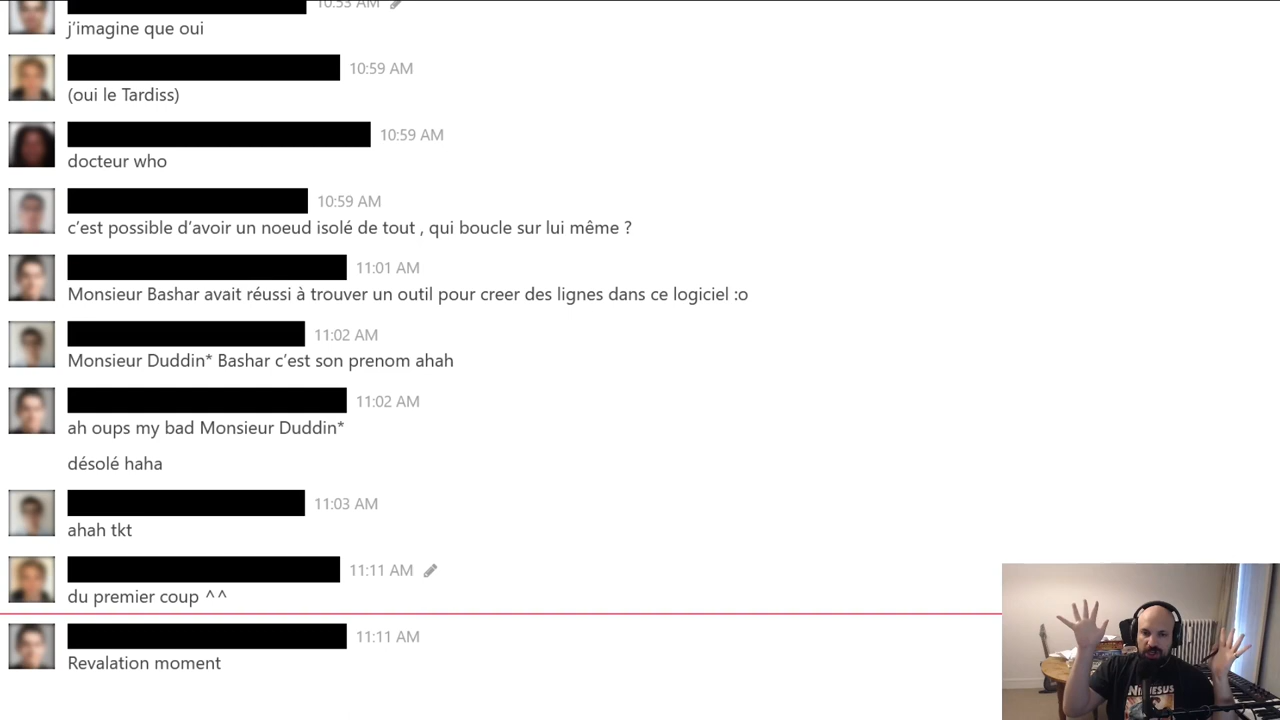 10:53 AM
j'imagine que oui
10:59 AM
(oui le Tardiss)
10:59 AM
docteur who
10:59 AM
c'est possible d'avoir un noeud isolé de tout , qui boucle sur lui même ?
11:01 AM
Monsieur Bashar avait réussi à trouver un outil pour creer des lignes dans ce logiciel :o
11:02 AM
Monsieur Duddin* Bashar c'est son prenom ahah
11:02 AM
ah oups my bad Monsieur Duddin*
désolé haha
11:03 AM
ahah tkt
11:11 AM
du premier coup ^^
11:11 AM
Revalation moment